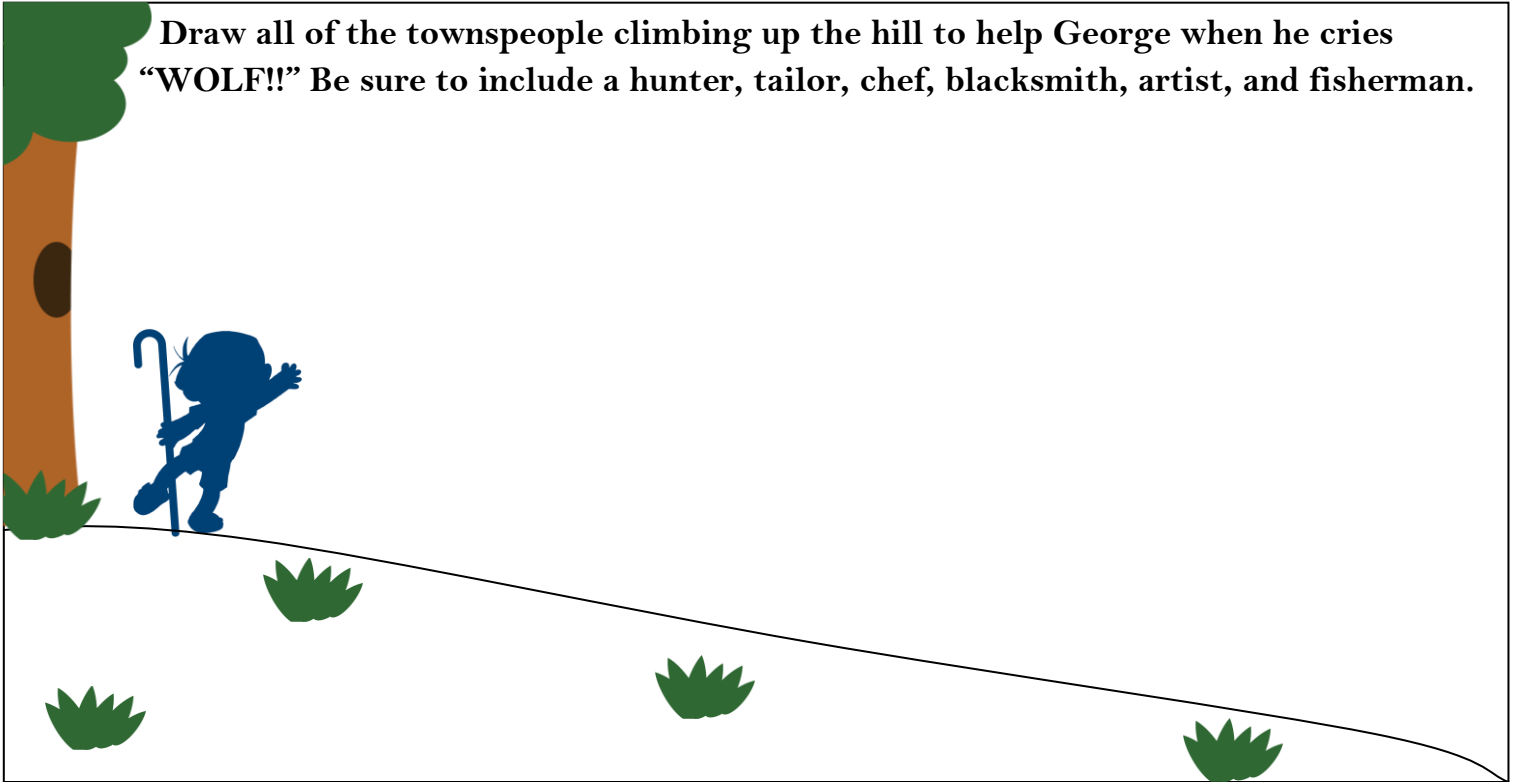 Draw all of the townspeople climbing up the hill to help George when he cries
“WOLF!!” Be sure to include a hunter, tailor, chef, blacksmith, artist, and fisherman.